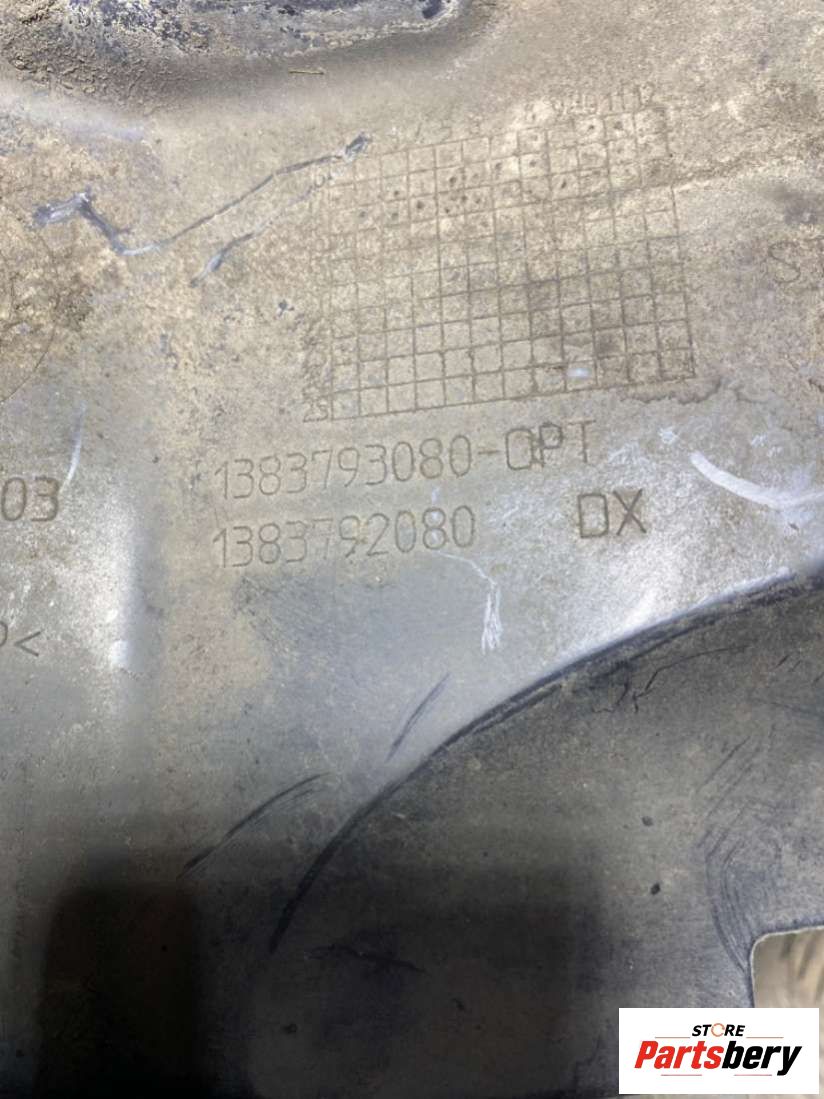 1383793080-OPT
03
1383792080 DX
P<
STORE
Partsbery